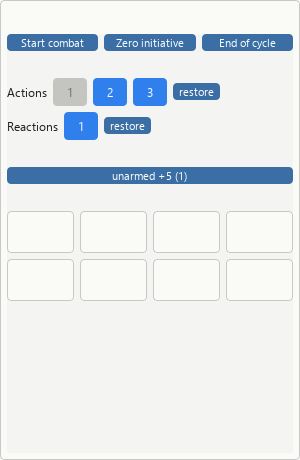 Start combat Zero initiative End of cycle
Actions 1 2 3 restore
Reactions 1 restore
unarmed +5 (1)